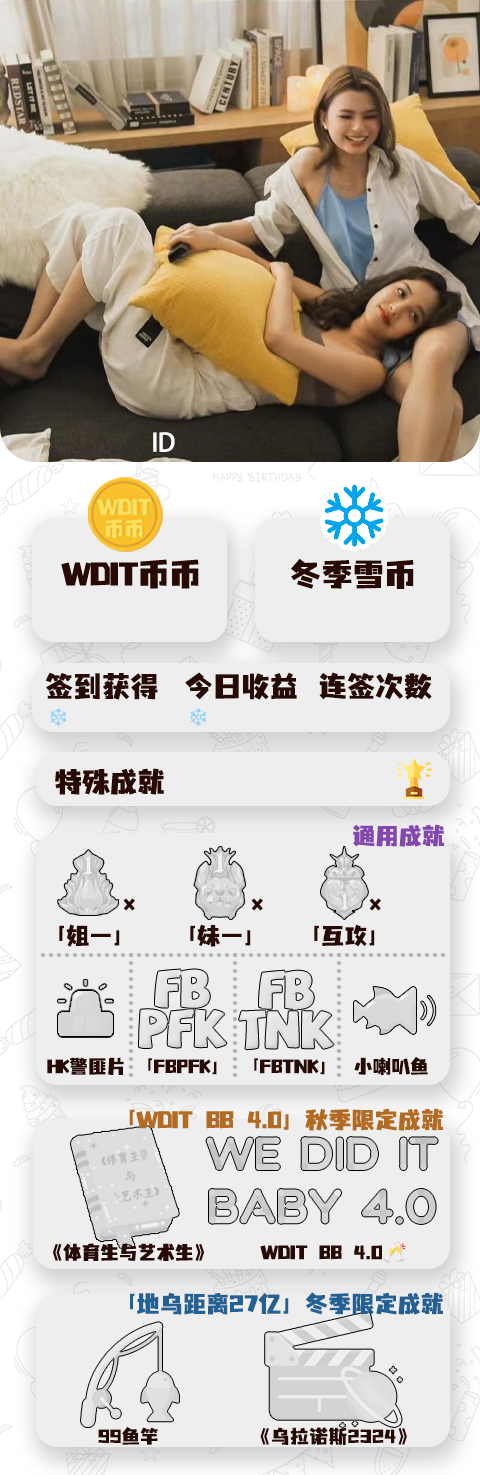 BEDSTAR
LETT
CENTURY
ID
HAPPY BIRTHDAY
WDIT
币币
WDIT币币
冬季雪币
签到获得 今日收益 连签次数
特殊成就
通用成就
1 1 1
× × ×
「姐一」 「妹一」 「互攻」
FB
PFK
FB
TNK
HK警匪片 「FBPFK」 「FBTNK」 小喇叭鱼
「WDIT BB 4.0」秋季限定成就
《体育王
与
艺术王》
WE DID IT
BABY 4.0
《体育生与艺术生》 WDIT BB 4.0
「地乌距离27亿」冬季限定成就
99鱼竿 《乌拉诺斯2324》